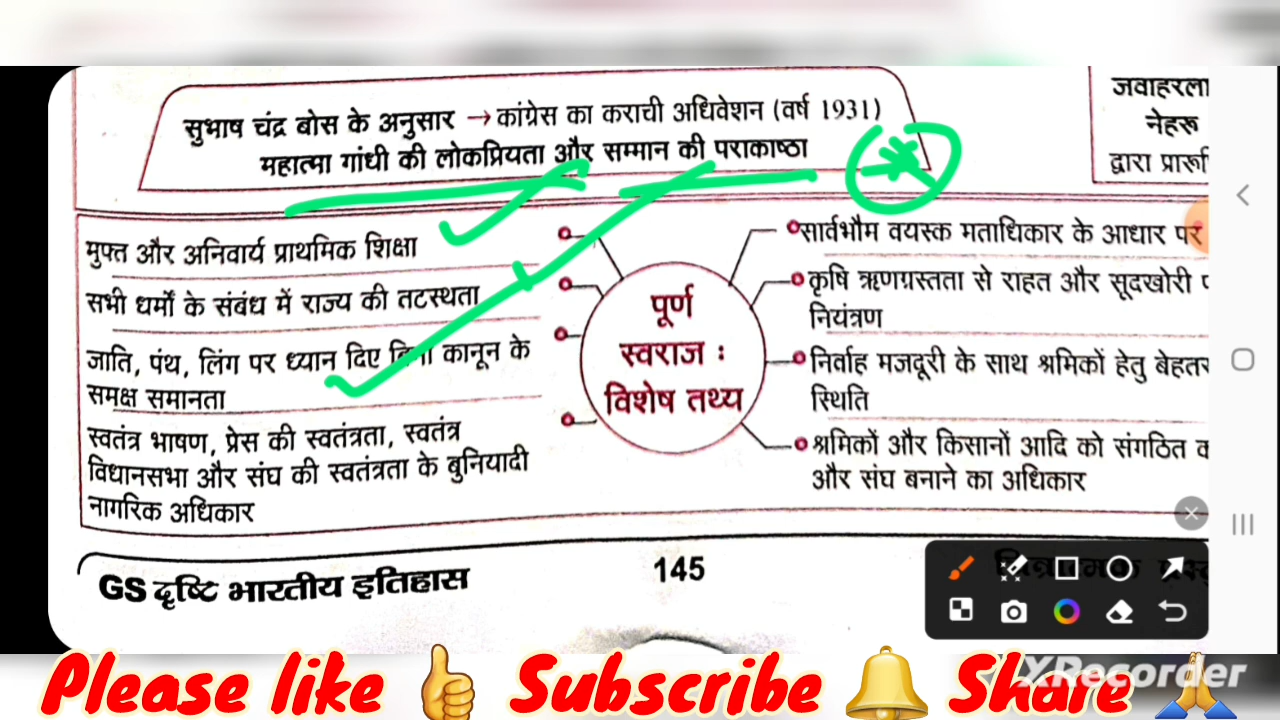 सुभाष चंद्र बोस के अनुसार → कांग्रेस का कराची अधिवेशन (वर्ष 1931)
महात्मा गांधी की लोकप्रियता और सम्मान की पराकाष्ठा
जवाहरला
नेहरू
द्वारा
मुफ्त और अनिवार्य प्राथमिक शिक्षा
सभी धर्मों के संबंध में राज्य की तटस्थता
जाति, पंथ, लिंग पर ध्यान दिए बिना कानून के
समक्ष समानता
स्वतंत्र भाषण, प्रेस की स्वतंत्रता, स्वतंत्र
विधानसभा और संघ की स्वतंत्रता के बुनियादी
नागरिक अधिकार
पूर्ण
स्वराज :
विशेष तथ्य
सार्वभौम वयस्क मताधिकार के आधार पर
कृषि ऋणग्रस्तता से राहत और सूदखोरी
नियंत्रण
निर्वाह मजदूरी के साथ श्रमिकों हेतु बेहतर
स्थिति
श्रमिकों और किसानों आदि को संगठित
और संघ बनाने का अधिकार
GS दृष्टि भारतीय इतिहास
145
Please like Subscribe Share
XRecorder